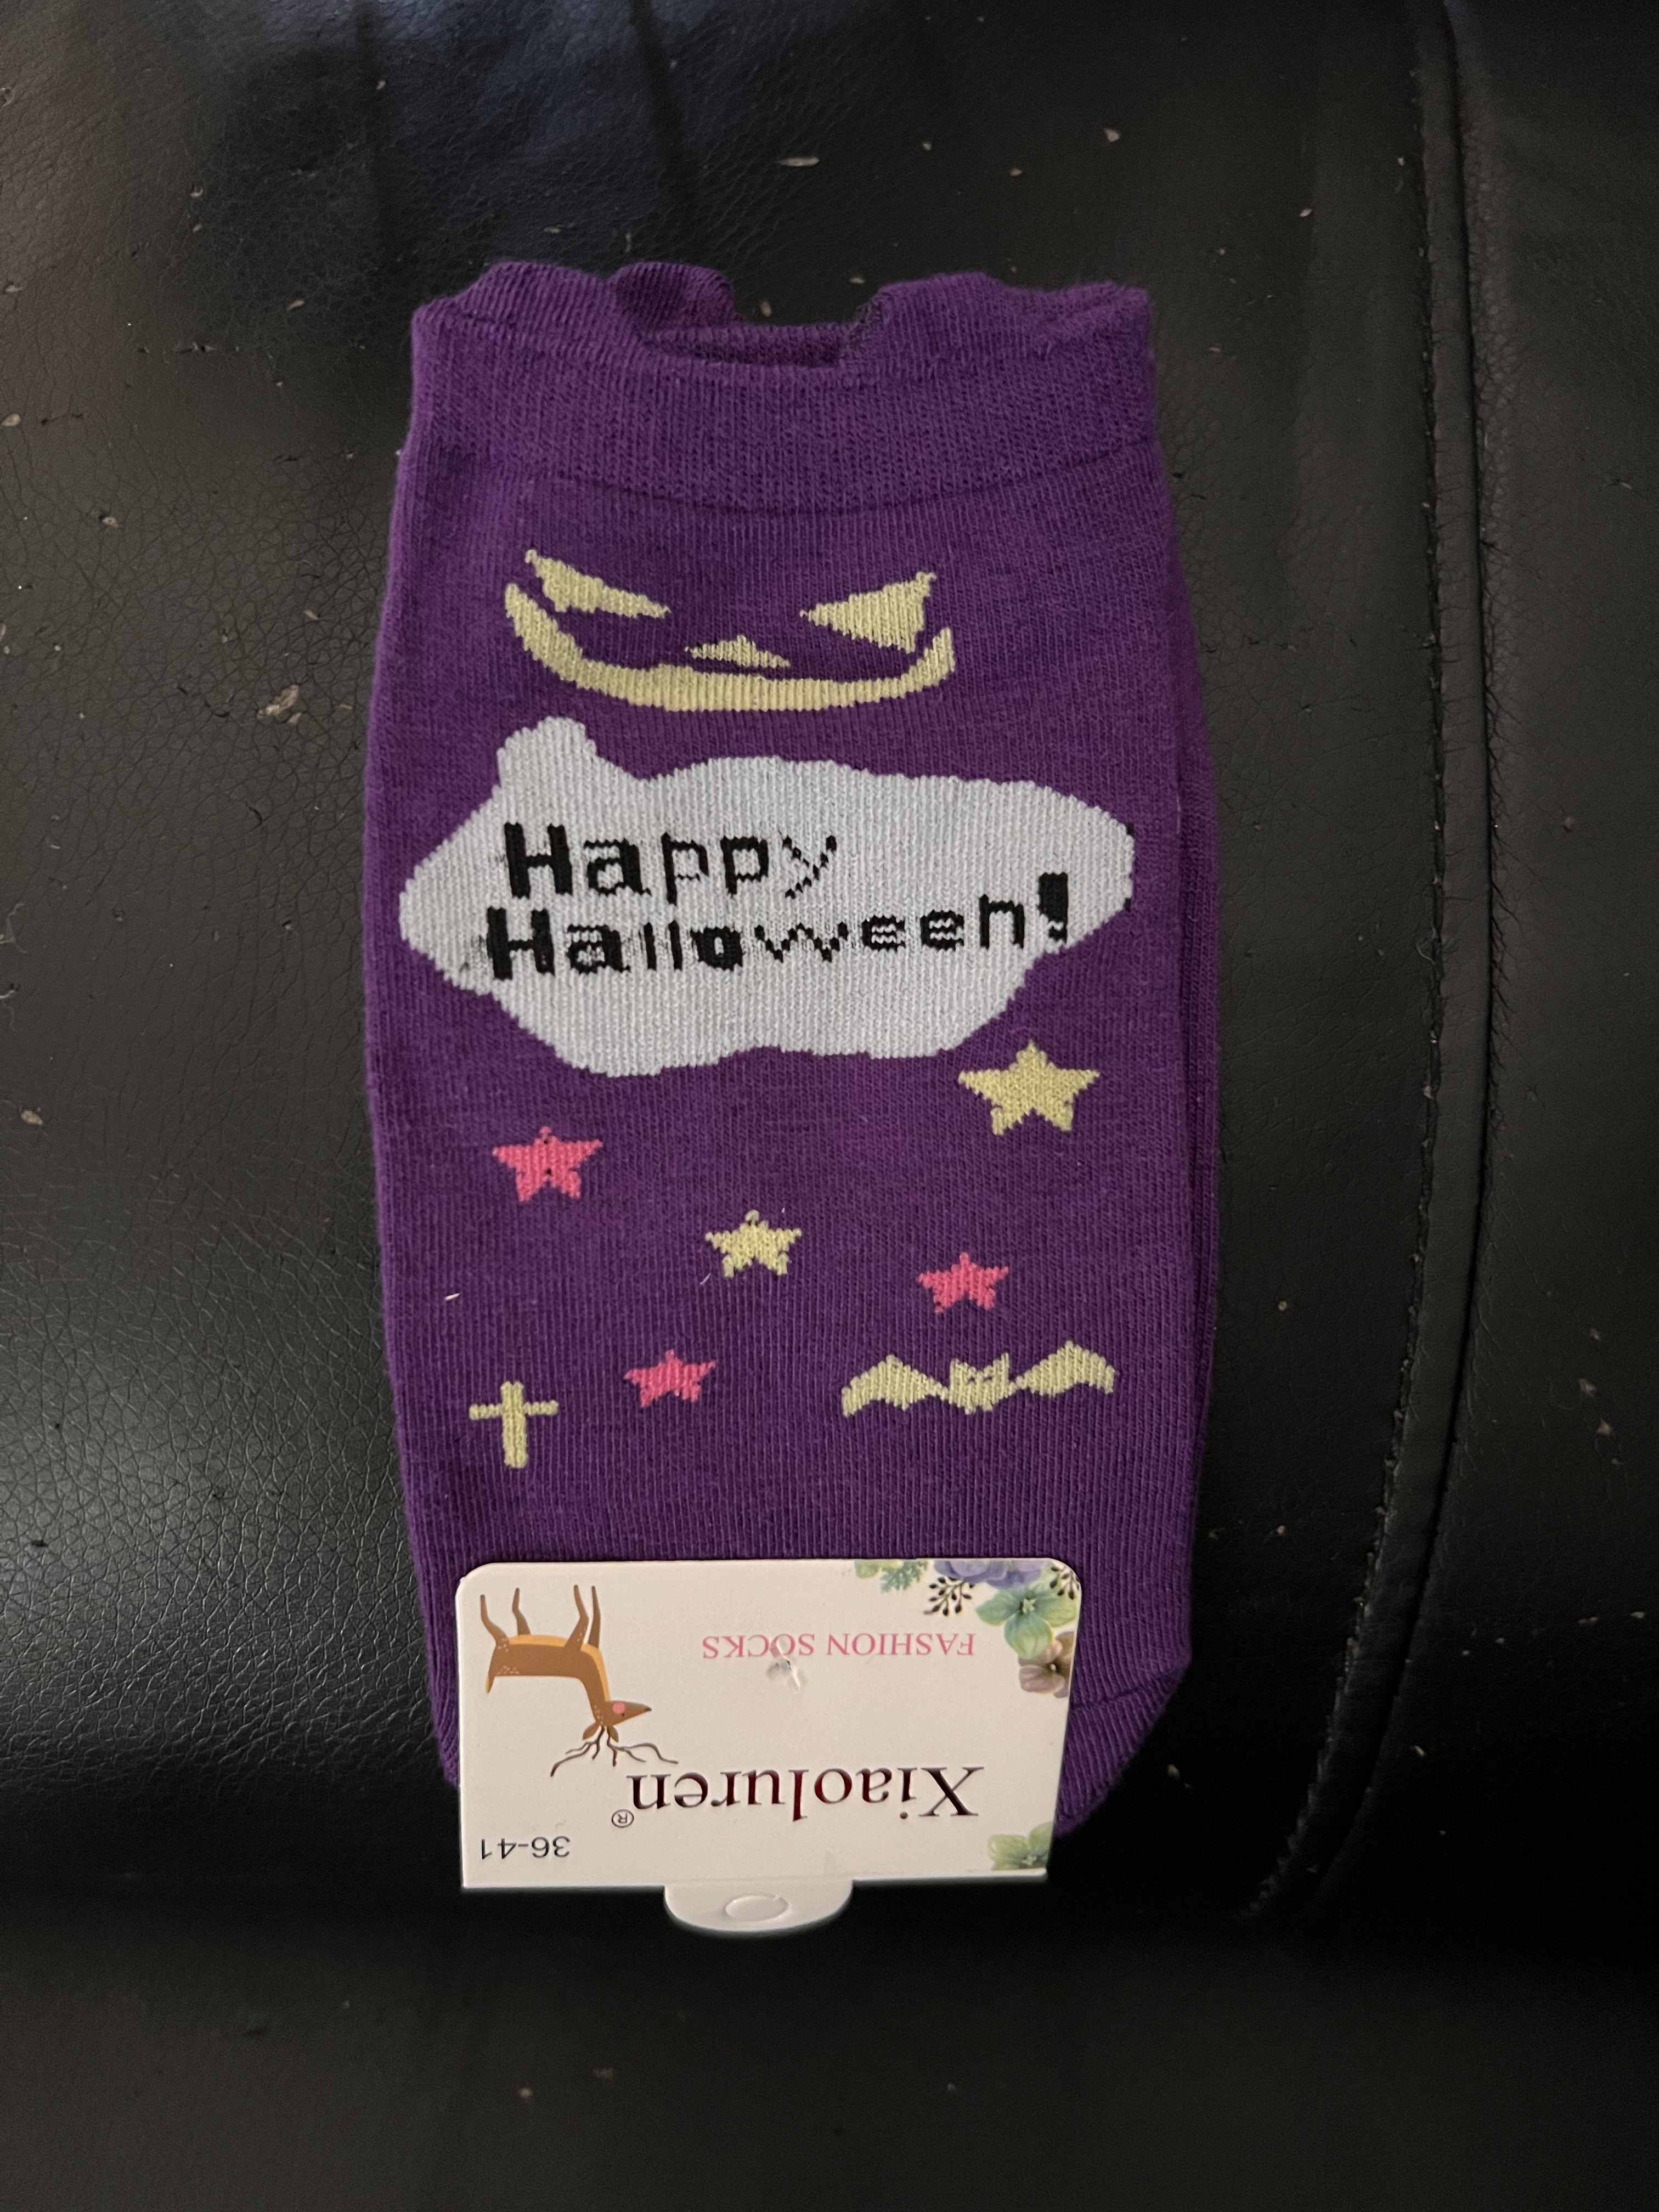 Happy
Halloween!
FASHION SOCKS
Xiaoluren®
36-41